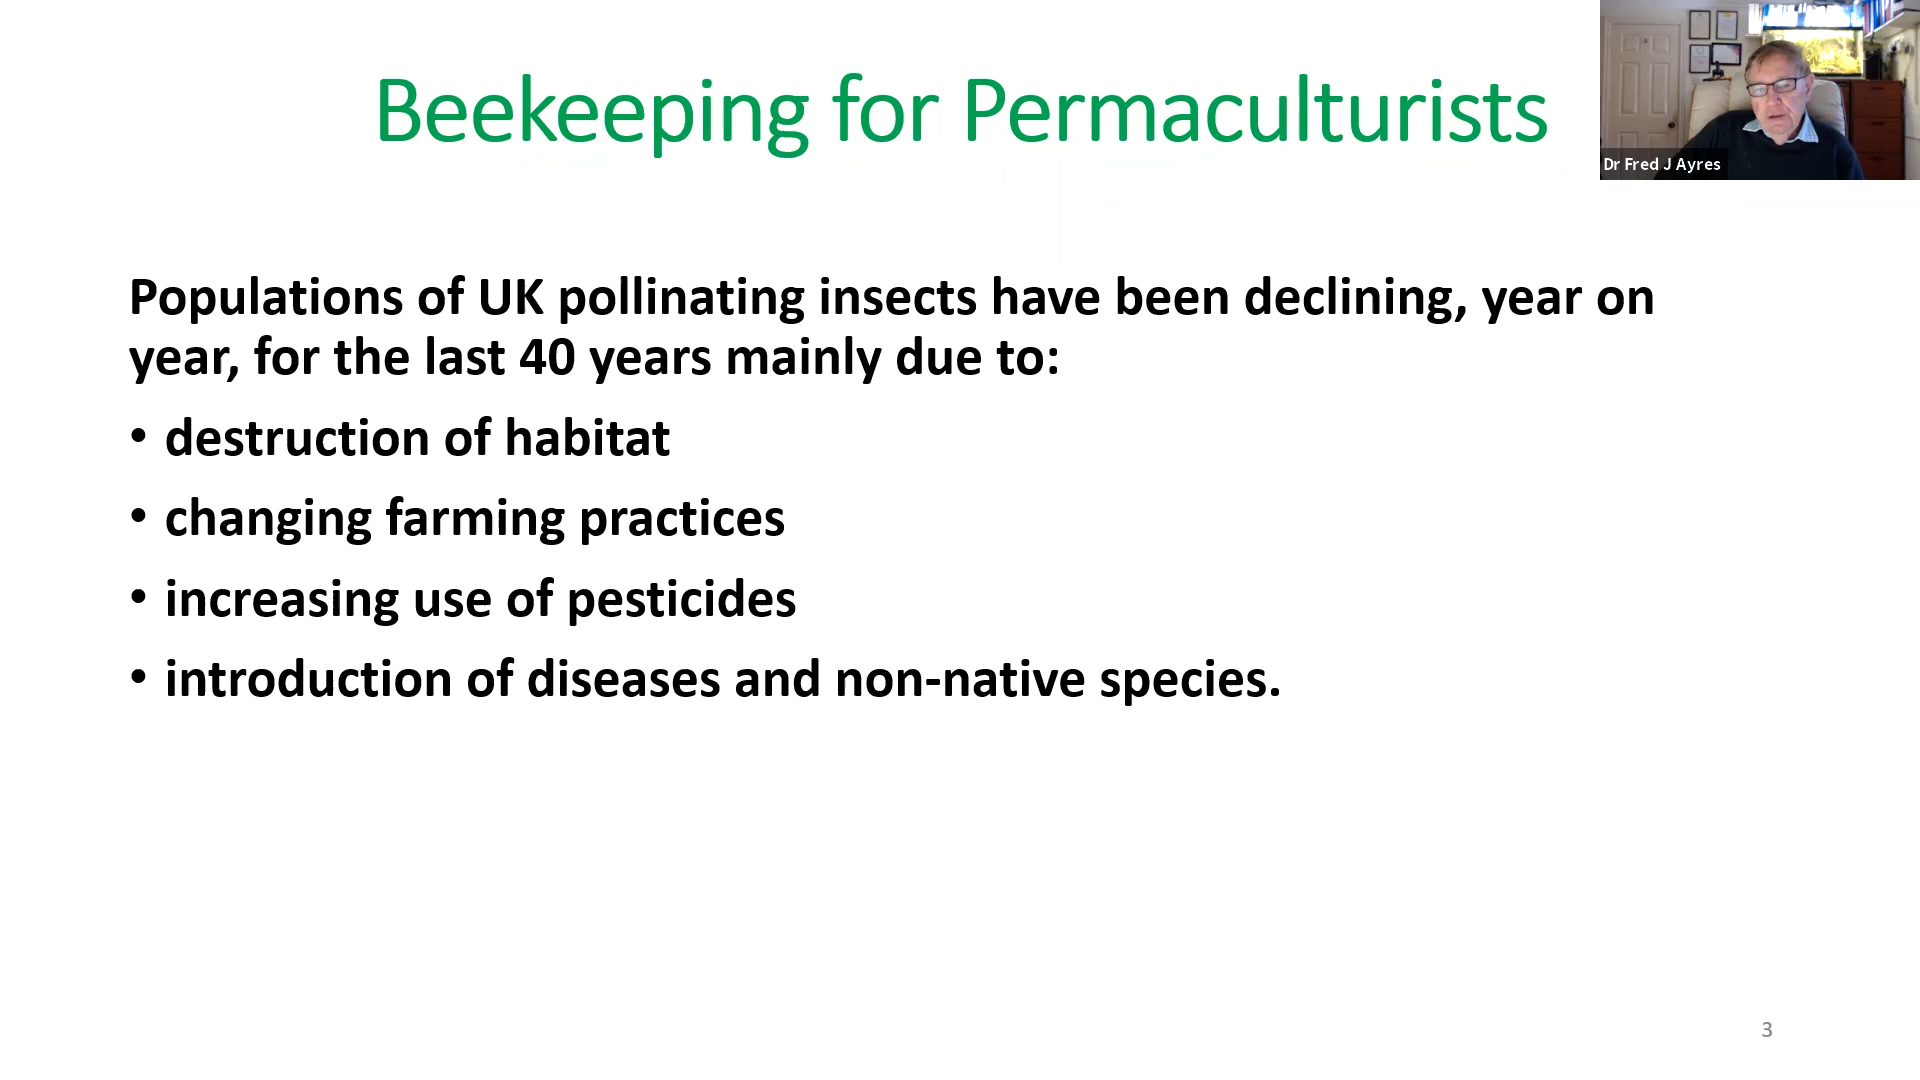 Beekeeping for Permaculturists
Dr Fred J Ayres
Populations of UK pollinating insects have been declining, year on
year, for the last 40 years mainly due to:
• destruction of habitat
• changing farming practices
• increasing use of pesticides
• introduction of diseases and non-native species.
3